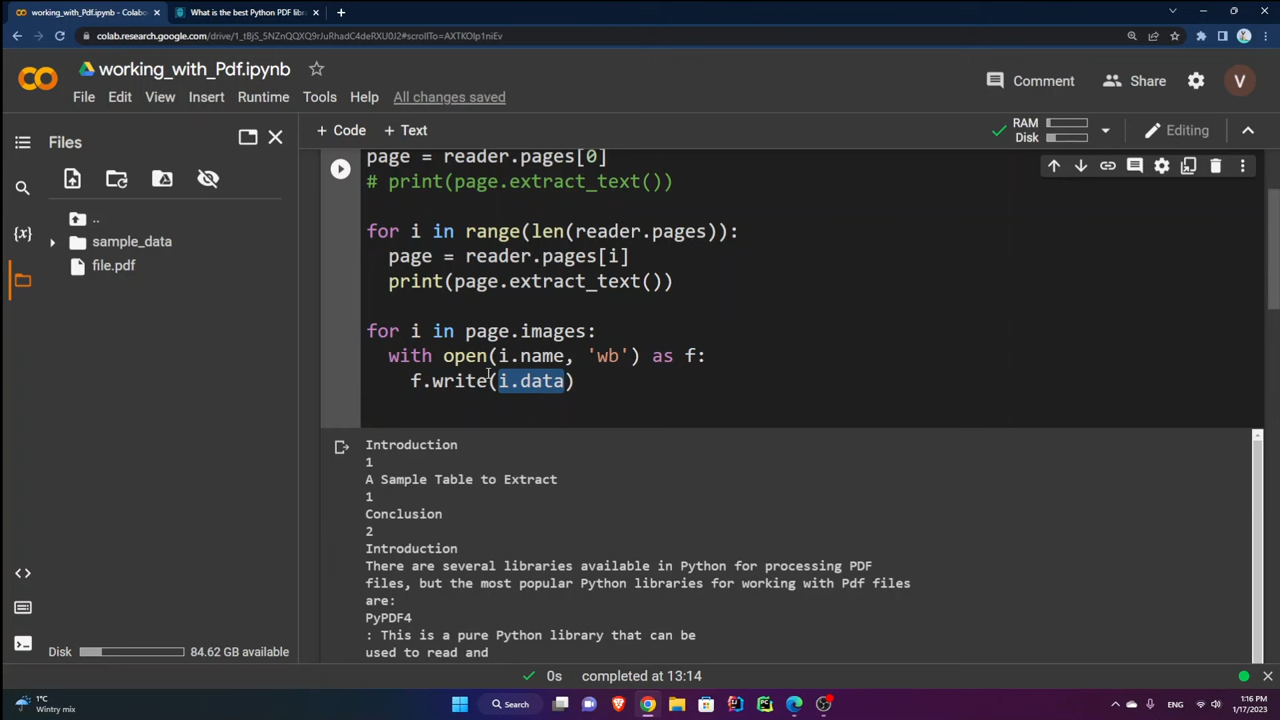 working_with_Pdf.ipynb - Colabo
What is the best Python PDF libr
colab.research.google.com/drive/1_tBjS_5NZnQQXQ9rJuRhadC4deRXU0J2#scrollTo=AXTKOlp1niEv
working_with_Pdf.ipynb
File Edit View Insert Runtime Tools Help All changes saved
Comment Share V
Files
+ Code + Text
RAM
Disk
Editing
page = reader.pages[0]
# print(page.extract_text())
for i in range(len(reader.pages)):
page = reader.pages[i]
print(page.extract_text())
for i in page.images:
with open(i.name, 'wb') as f:
f.write(i.data)
..
sample_data
file.pdf
{x}
Introduction
1
A Sample Table to Extract
1
Conclusion
2
Introduction
There are several libraries available in Python for processing PDF
files, but the most popular Python libraries for working with Pdf files
are:
PyPDF4
: This is a pure Python library that can be
used to read and
Disk 84.62 GB available
0s completed at 13:14
1°C
Wintry mix
Search
ENG
1:16 PM
1/17/2023